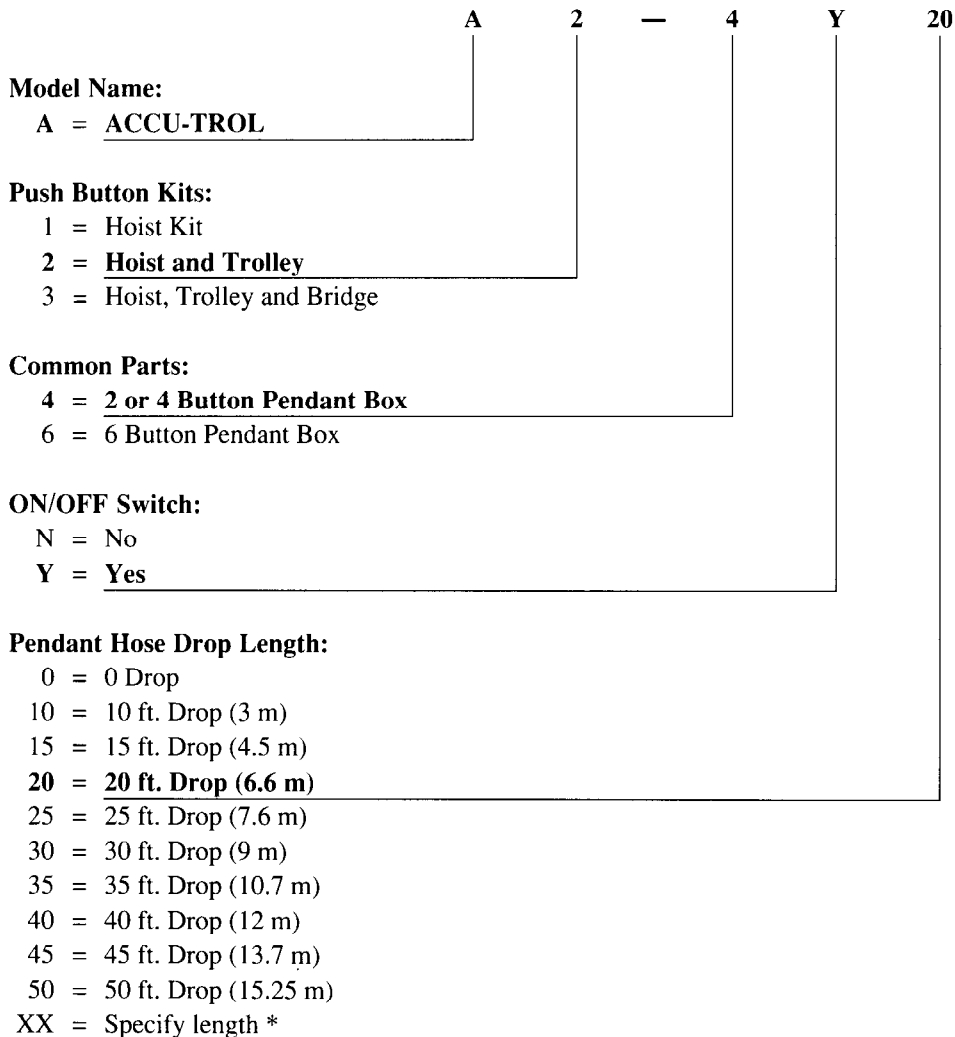 A 2 — 4 Y 20
Model Name:
A = ACCU-TROL
Push Button Kits:
1 = Hoist Kit
2 = Hoist and Trolley
3 = Hoist, Trolley and Bridge
Common Parts:
4 = 2 or 4 Button Pendant Box
6 = 6 Button Pendant Box
ON/OFF Switch:
N = No
Y = Yes
Pendant Hose Drop Length:
0 = 0 Drop
10 = 10 ft. Drop (3 m)
15 = 15 ft. Drop (4.5 m)
20 = 20 ft. Drop (6.6 m)
25 = 25 ft. Drop (7.6 m)
30 = 30 ft. Drop (9 m)
35 = 35 ft. Drop (10.7 m)
40 = 40 ft. Drop (12 m)
45 = 45 ft. Drop (13.7 m)
50 = 50 ft. Drop (15.25 m)
XX = Specify length *